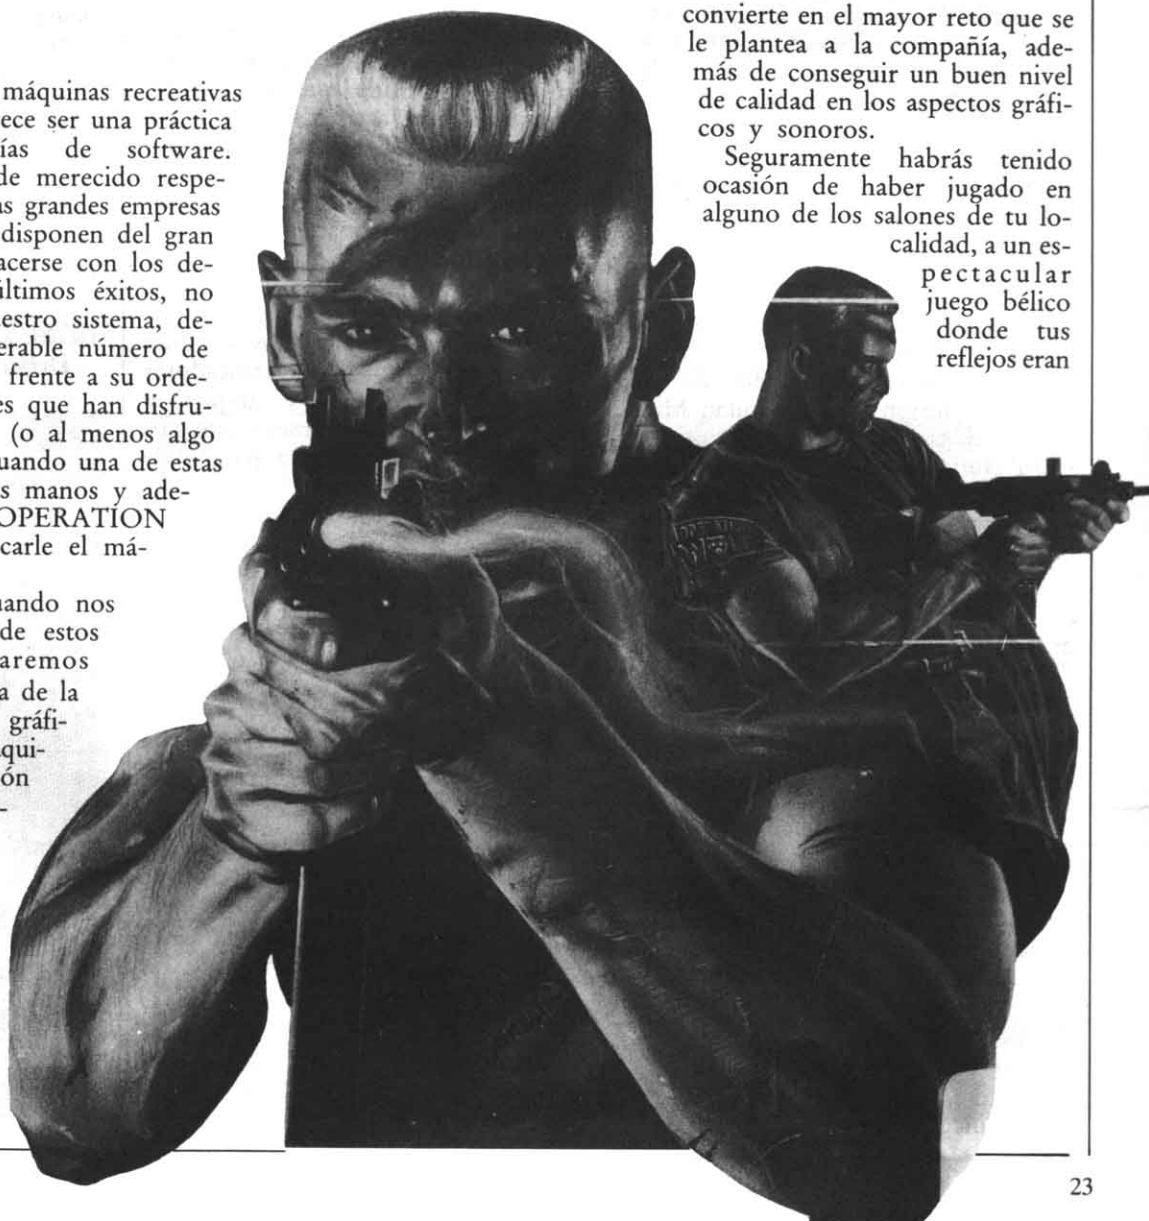 máquinas recreativas
ece ser una práctica
ías de software.
de merecido respe-
as grandes empresas
disponen del gran
acerse con los de-
últimos éxitos, no
estro sistema, de-
erable número de
frente a su orde-
es que han disfru-
(o al menos algo
uando una de estas
s manos y ade-
OPERATION
carle el má-
uando nos
de estos
aremos
a de la
gráfi-
qui-
ón
convierte en el mayor reto que se
le plantea a la compañía, ade-
más de conseguir un buen nivel
de calidad en los aspectos gráfi-
cos y sonoros.
Seguramente habrás tenido
ocasión de haber jugado en
alguno de los salones de tu lo-
calidad, a un es-
pectacular
juego bélico
donde tus
reflejos eran
23